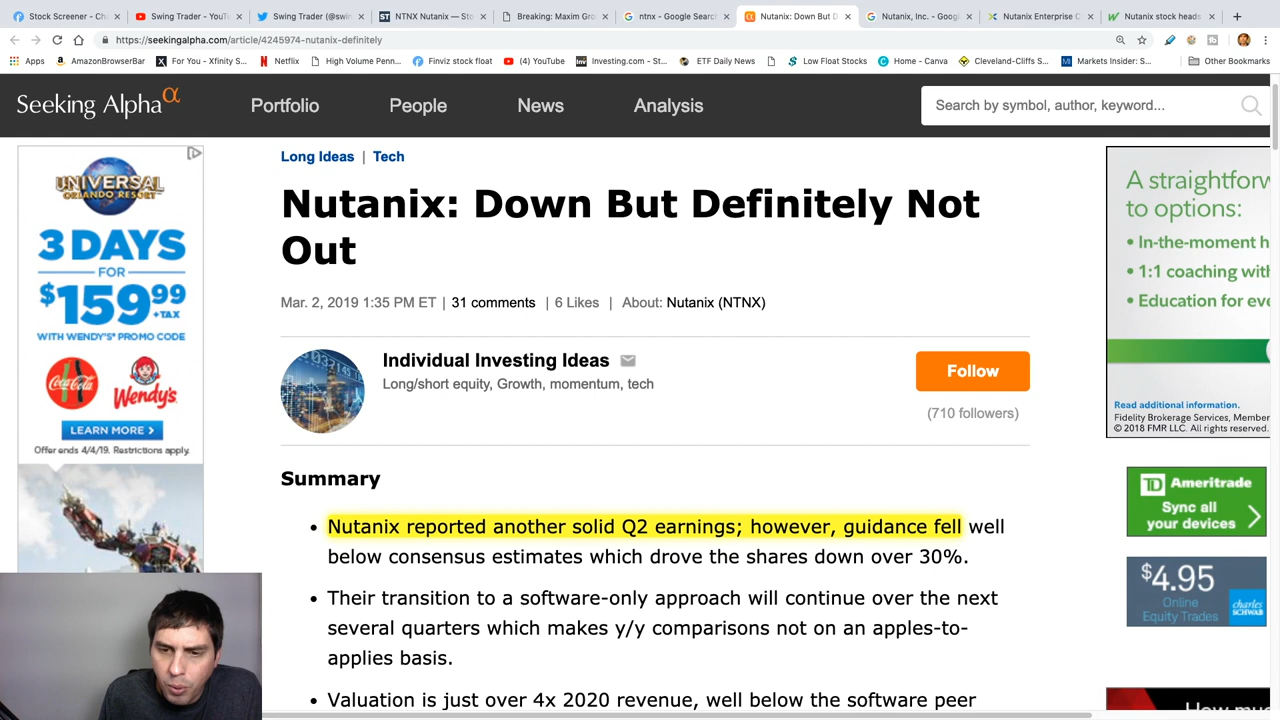 Stock Screener - Ch
Swing Trader - YouTu
Swing Trader (@swin
NTNX Nutanix — Sto
Breaking: Maxim Gro
ntnx - Google Searc
Nutanix: Down But D
Nutanix, Inc. - Goog
Nutanix Enterprise C
Nutanix stock heads
https://seekingalpha.com/article/4245974-nutanix-definitely
Apps
AmazonBrowserBar
For You - Xfinity S...
Netflix
High Volume Penn...
Finviz stock float
(4) YouTube
Investing.com - St...
ETF Daily News
Low Float Stocks
Home - Canva
Cleveland-Cliffs S...
Markets Insider: S...
Other Bookmarks
Seeking Alpha α
Portfolio
People
News
Analysis
Search by symbol, author, keyword...
UNIVERSAL
ORLANDO RESORT
3 DAYS
FOR
$159.99
+TAX
WITH WENDY'S® PROMO CODE
Coca-Cola
Wendy's
LEARN MORE >
Offer ends 4/4/19. Restrictions apply.
Long Ideas | Tech
Nutanix: Down But Definitely Not
Out
Mar. 2, 2019 1:35 PM ET | 31 comments | 6 Likes | About: Nutanix (NTNX)
Individual Investing Ideas
Long/short equity, Growth, momentum, tech
Follow
(710 followers)
Summary
• Nutanix reported another solid Q2 earnings; however, guidance fell well
below consensus estimates which drove the shares down over 30%.
• Their transition to a software-only approach will continue over the next
several quarters which makes y/y comparisons not on an apples-to-
applies basis.
• Valuation is just over 4x 2020 revenue, well below the software peer
A straightforw
to options:
• In-the-moment h
• 1:1 coaching with
• Education for eve
Read additional information.
Fidelity Brokerage Services, Member
© 2018 FMR LLC. All rights reserved.
TD Ameritrade
Sync all
your devices
$4.95
Online
Equity Trades
charles
SCHWAB